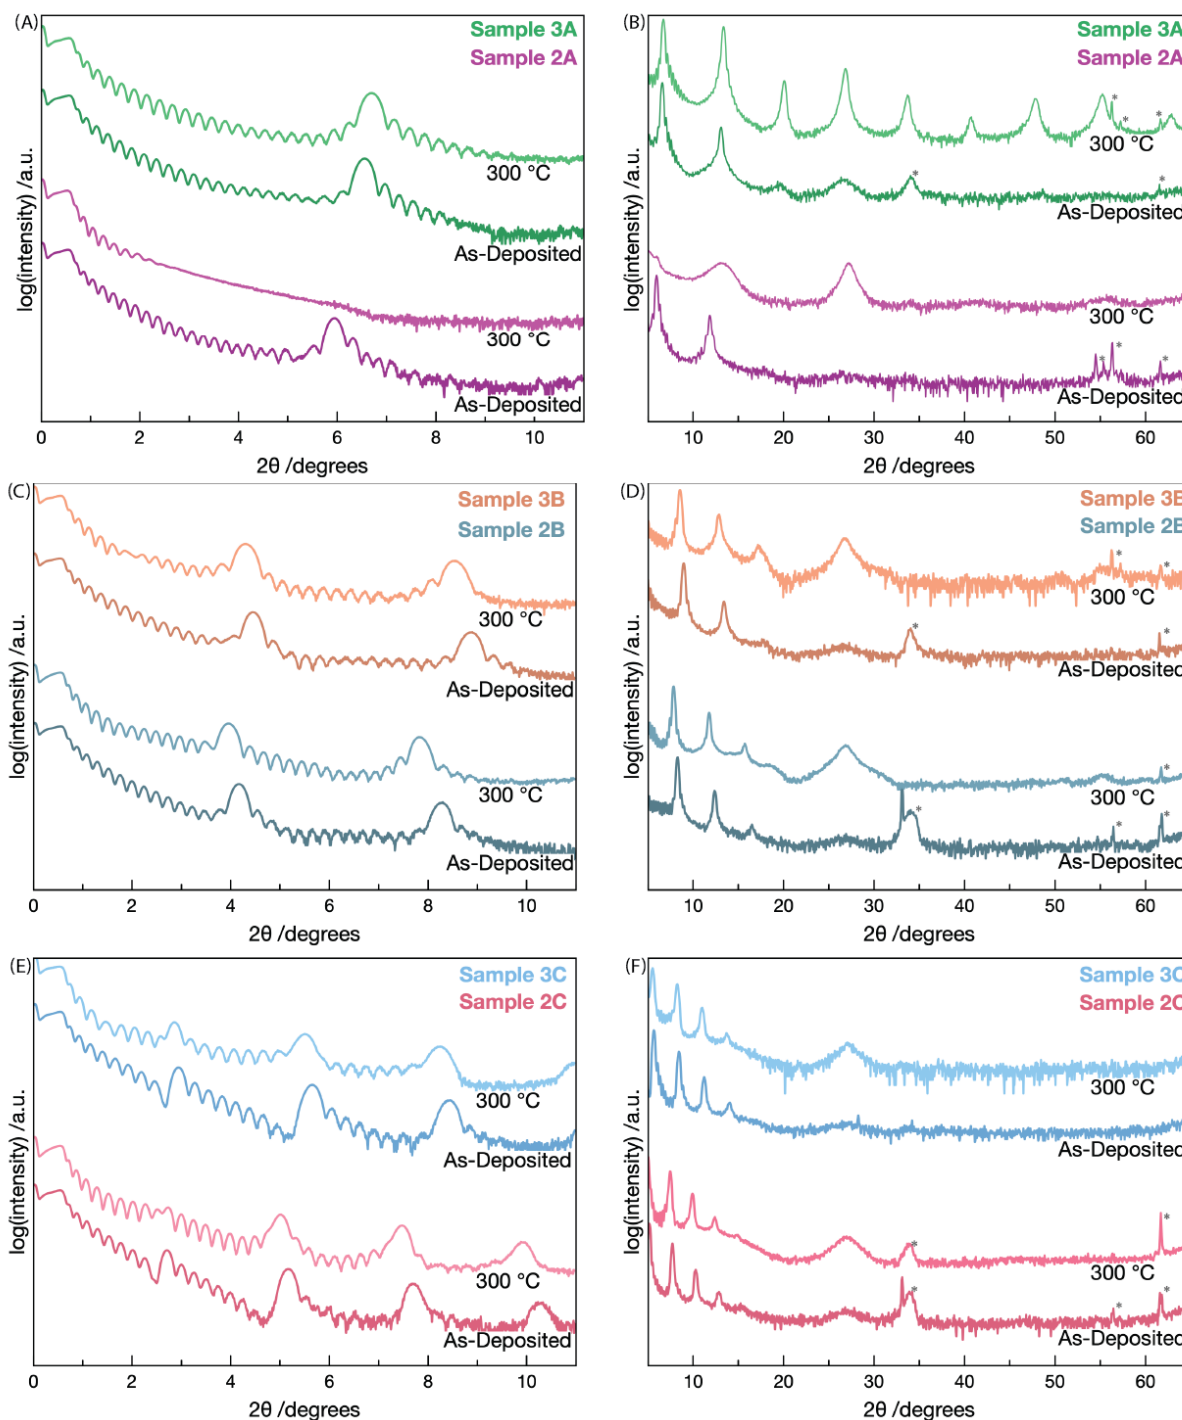 (A)
Sample 3A
Sample 2A
300 °C
As-Deposited
300 °C
As-Deposited
log(intensity) /a.u.
0 2 4 6 8 10
2θ /degrees
(B)
Sample 3A
Sample 2A
* * * 
300 °C
* *
As-Deposited
300 °C
* * *
As-Deposited
log(intensity) /a.u.
10 20 30 40 50 60
2θ /degrees
(C)
Sample 3B
Sample 2B
300 °C
As-Deposited
300 °C
As-Deposited
log(intensity) /a.u.
0 2 4 6 8 10
2θ /degrees
(D)
Sample 3B
Sample 2B
* *
300 °C
* *
As-Deposited
*
300 °C
* * *
As-Deposited
log(intensity) /a.u.
10 20 30 40 50 60
2θ /degrees
(E)
Sample 3C
Sample 2C
300 °C
As-Deposited
300 °C
As-Deposited
log(intensity) /a.u.
0 2 4 6 8 10
2θ /degrees
(F)
Sample 3C
Sample 2C
300 °C
As-Deposited
* *
300 °C
* * *
As-Deposited
log(intensity) /a.u.
10 20 30 40 50 60
2θ /degrees